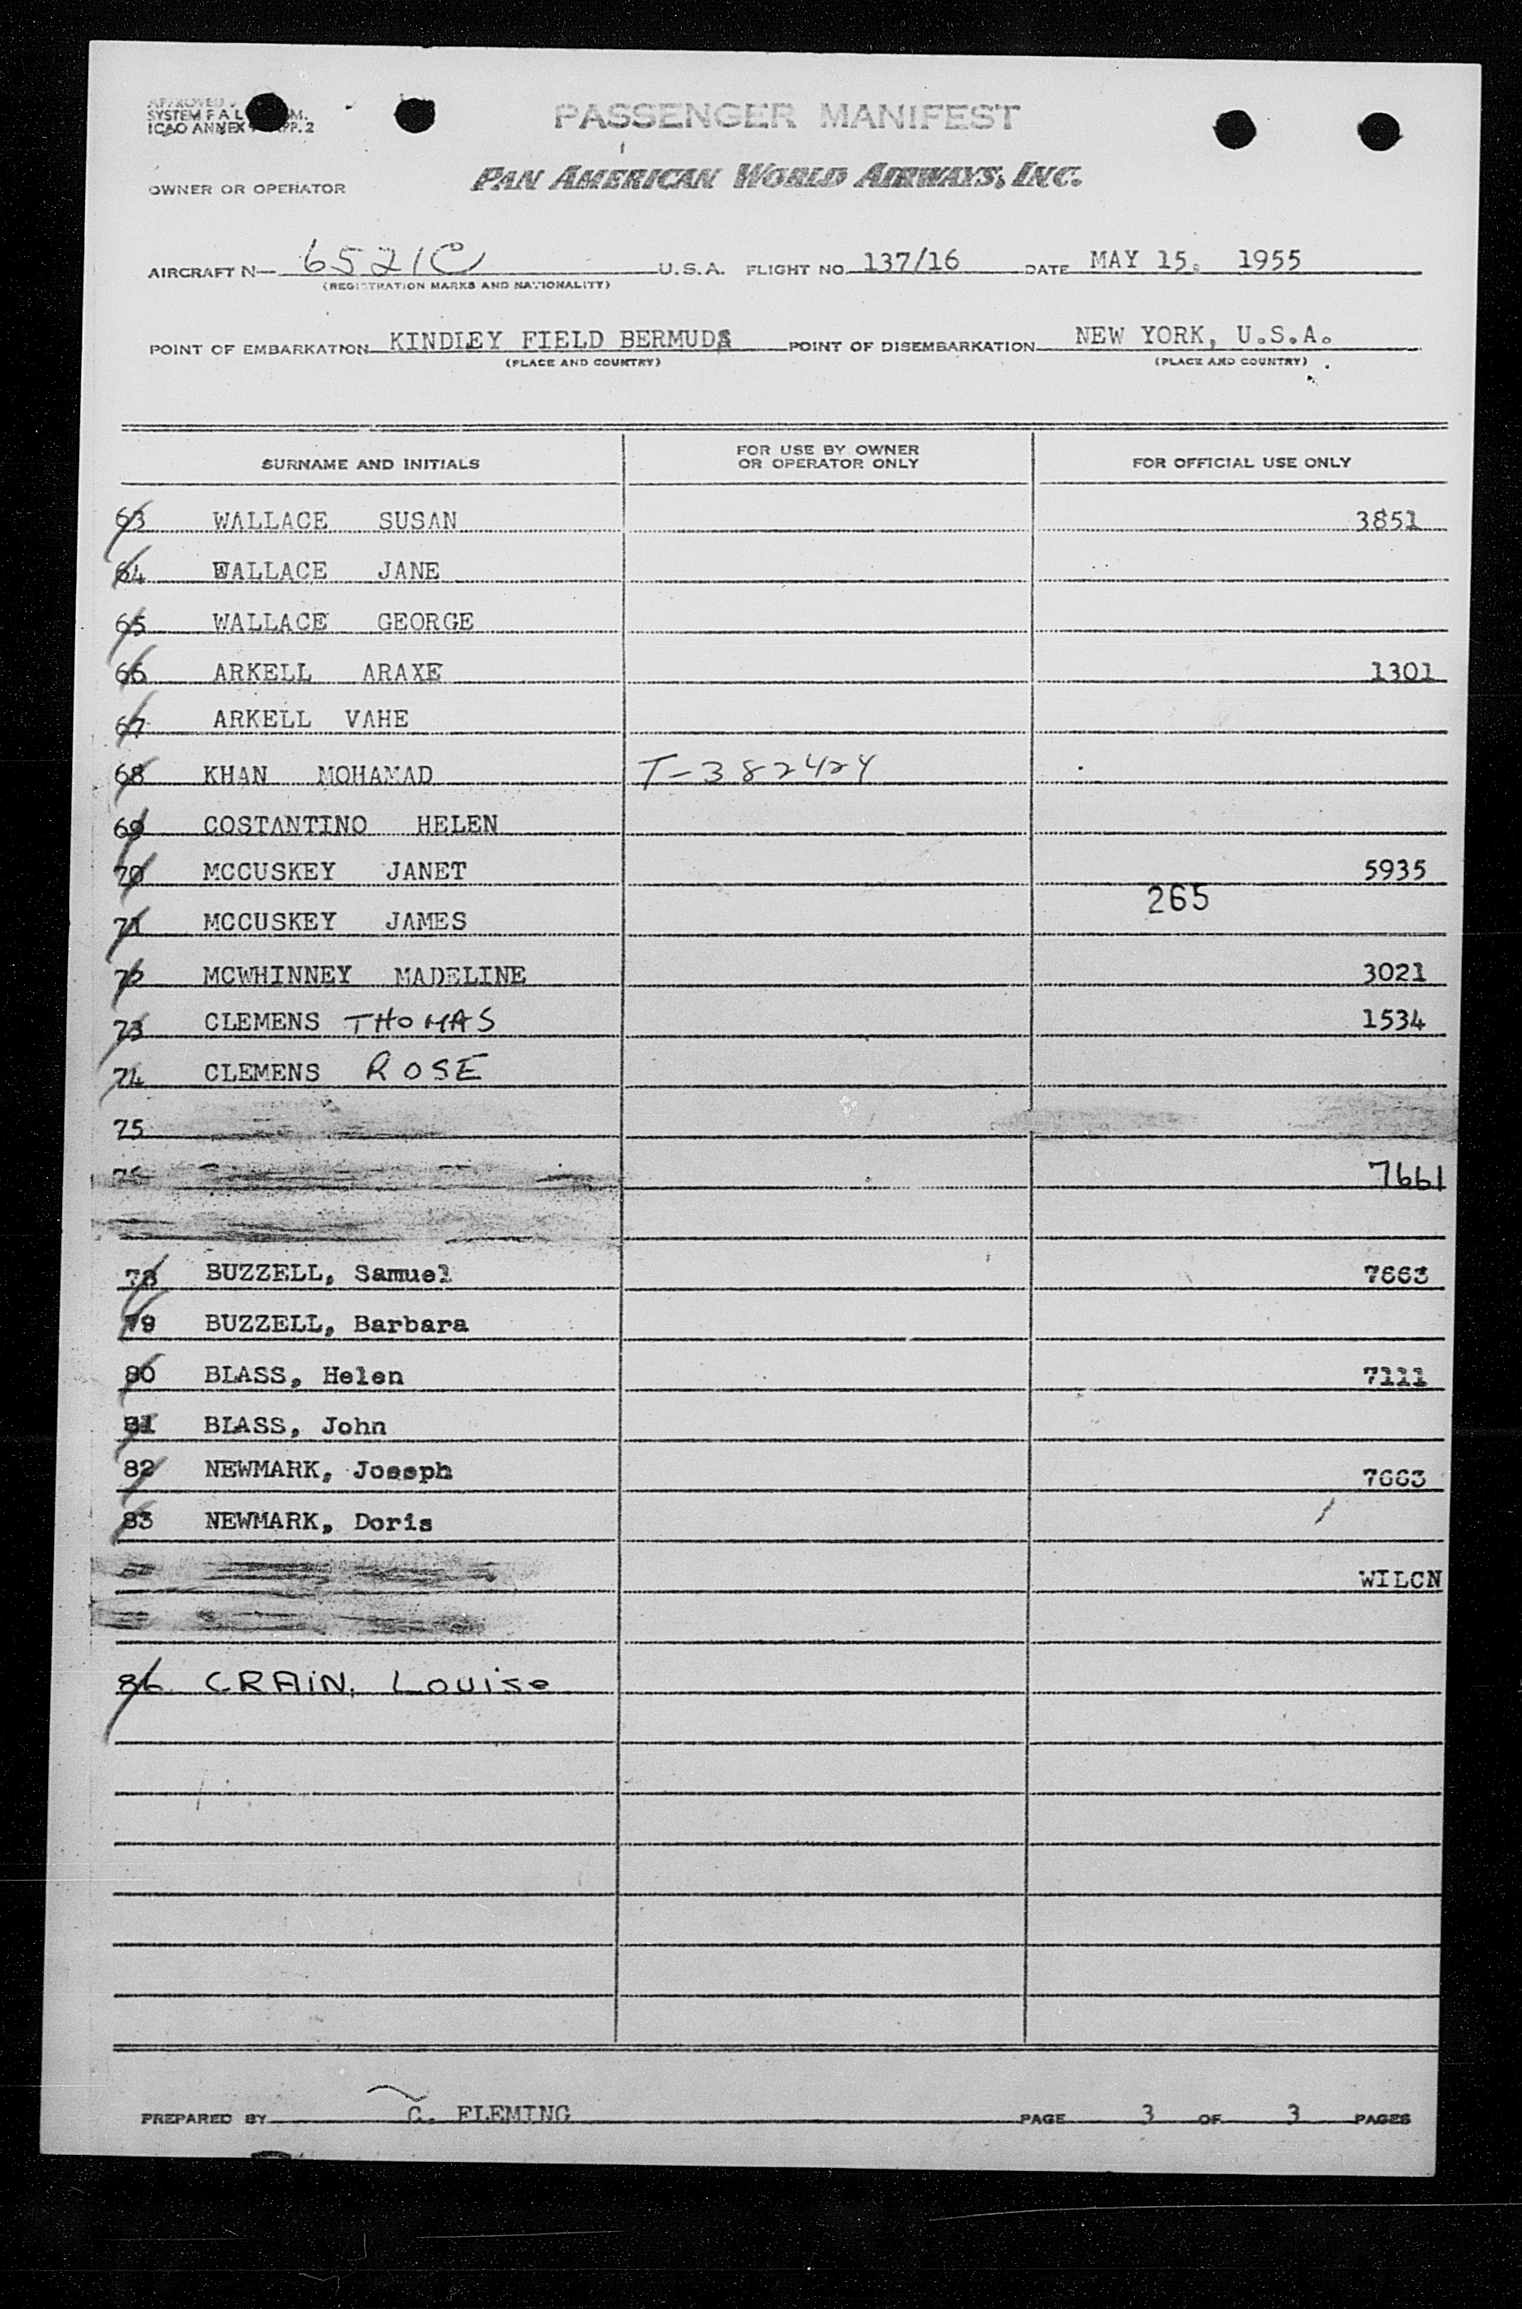 PASSENGER MANIFEST
SYSTEM F A L M.
ICAO ANNEX 9 APP. 2
OWNER OR OPERATOR PAN AMERICAN WORLD AIRWAYS, INC.
AIRCRAFT N— 6521C U.S.A. FLIGHT NO 137/16 DATE MAY 15. 1955
(REGISTRATION MARKS AND NATIONALITY)
POINT OF EMBARKATION KINDLEY FIELD BERMUDA POINT OF DISEMBARKATION NEW YORK, U.S.A.
(PLACE AND COUNTRY) (PLACE AND COUNTRY)
SURNAME AND INITIALS FOR USE BY OWNER OR OPERATOR ONLY FOR OFFICIAL USE ONLY
63 WALLACE SUSAN 3851
64 WALLACE JANE
65 WALLACE GEORGE
66 ARKELL ARAXE 1301
67 ARKELL VAHE
68 KHAN MOHAMAD T-382424
69 COSTANTINO HELEN
70 MCCUSKEY JANET 5935
71 MCCUSKEY JAMES 265
72 MCWHINNEY MADELINE 3021
73 CLEMENS THOMAS 1534
74 CLEMENS ROSE
75
76 7661
78 BUZZELL, Samuel 7663
79 BUZZELL, Barbara
80 BLASS, Helen 7111
81 BLASS, John
82 NEWMARK, Joseph 7663
83 NEWMARK, Doris
WILCN
86 CRAIN, Louise
PREPARED BY C. FLEMING PAGE 3 OF 3 PAGES